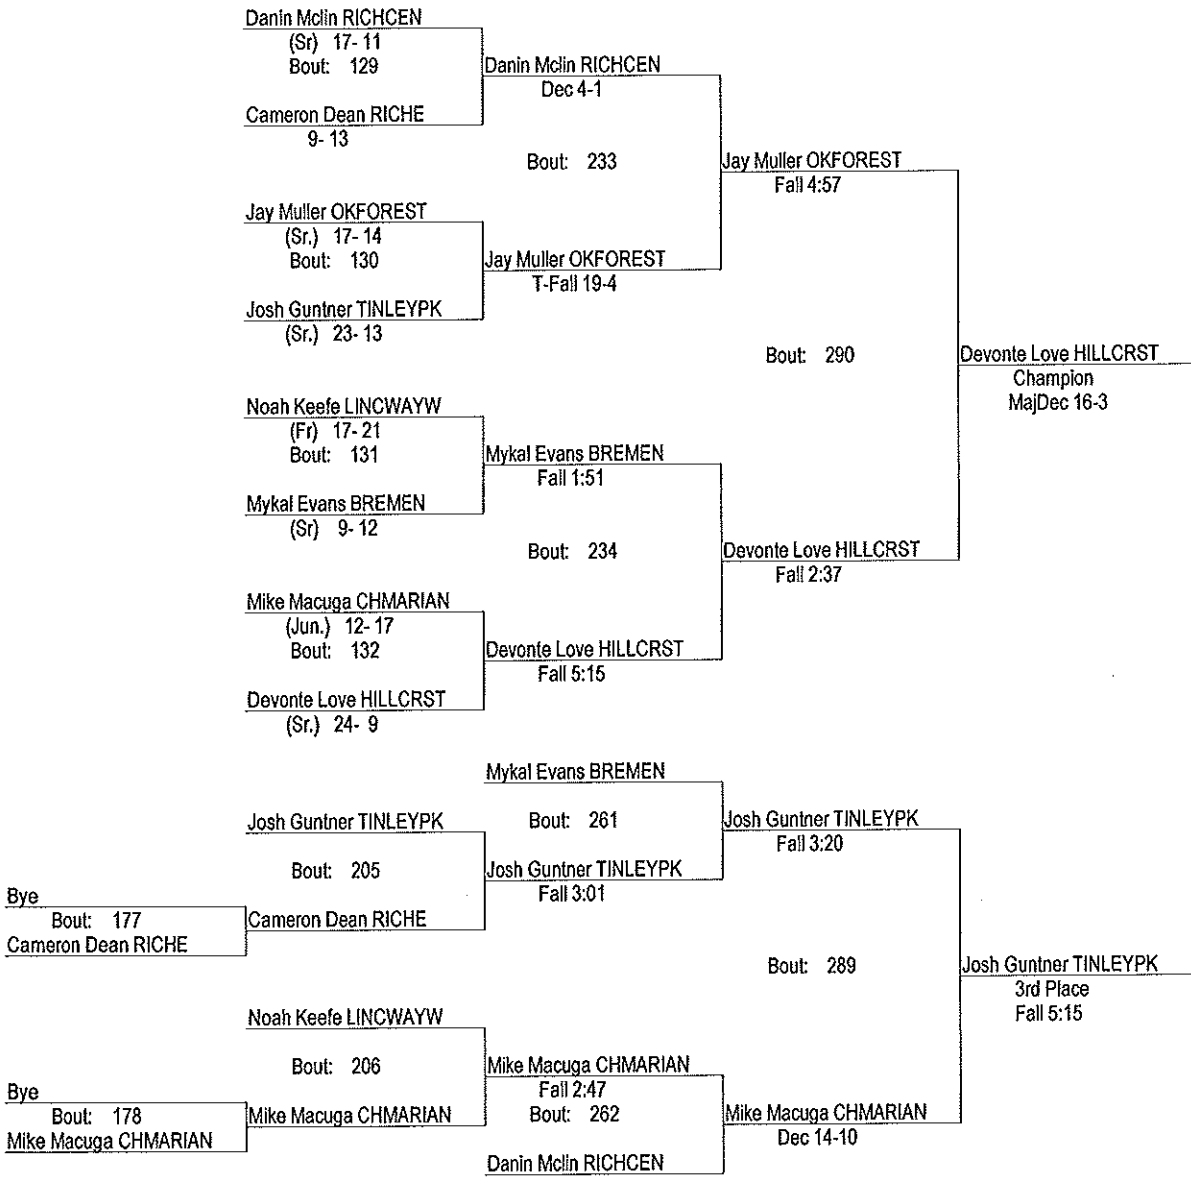 Danin Mclin RICHCEN
(Sr) 17- 11
Bout: 129
Danin Mclin RICHCEN
Dec 4-1
Cameron Dean RICHE
9- 13
Bout: 233
Jay Muller OKFOREST
Fall 4:57
Jay Muller OKFOREST
(Sr.) 17- 14
Bout: 130
Jay Muller OKFOREST
T-Fall 19-4
Josh Guntner TINLEYPK
(Sr.) 23- 13
Bout: 290
Devonte Love HILLCRST
Champion
MajDec 16-3
Noah Keefe LINCWAYW
(Fr) 17- 21
Bout: 131
Mykal Evans BREMEN
Fall 1:51
Mykal Evans BREMEN
(Sr) 9- 12
Bout: 234
Devonte Love HILLCRST
Fall 2:37
Mike Macuga CHMARIAN
(Jun.) 12- 17
Bout: 132
Devonte Love HILLCRST
Fall 5:15
Devonte Love HILLCRST
(Sr.) 24- 9
Mykal Evans BREMEN
Josh Guntner TINLEYPK
Bout: 261
Josh Guntner TINLEYPK
Fall 3:20
Bout: 205
Josh Guntner TINLEYPK
Fall 3:01
Bye
Bout: 177
Cameron Dean RICHE
Cameron Dean RICHE
Bout: 289
Josh Guntner TINLEYPK
3rd Place
Fall 5:15
Noah Keefe LINCWAYW
Bout: 206
Mike Macuga CHMARIAN
Fall 2:47
Bye
Bout: 178
Mike Macuga CHMARIAN
Mike Macuga CHMARIAN
Bout: 262
Mike Macuga CHMARIAN
Dec 14-10
Danin Mclin RICHCEN